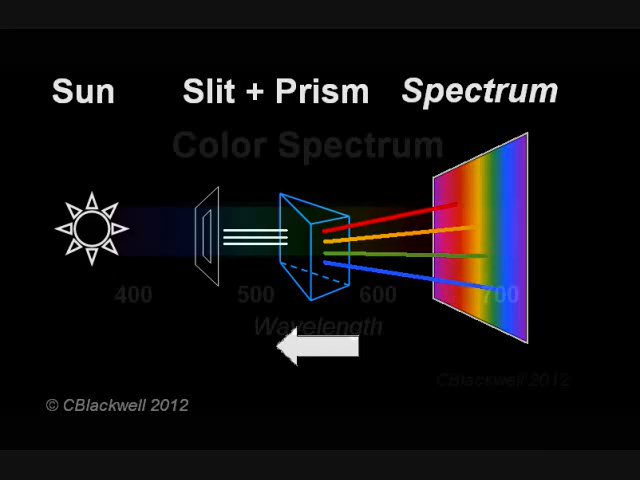 Sun Slit + Prism Spectrum
Color Spectrum
400 500 600 700
Wavelength
CBlackwell 2012
© CBlackwell 2012